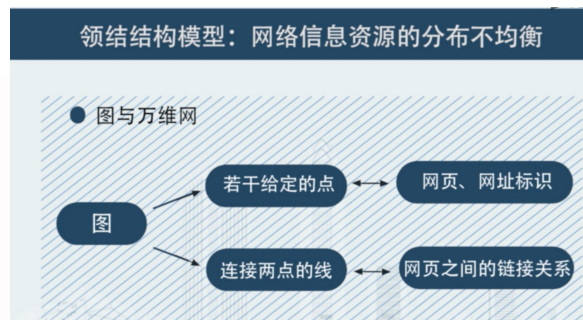 领结结构模型：网络信息资源的分布不均衡
图与万维网
图
若干给定的点
网页、网址标识
连接两点的线
网页之间的链接关系